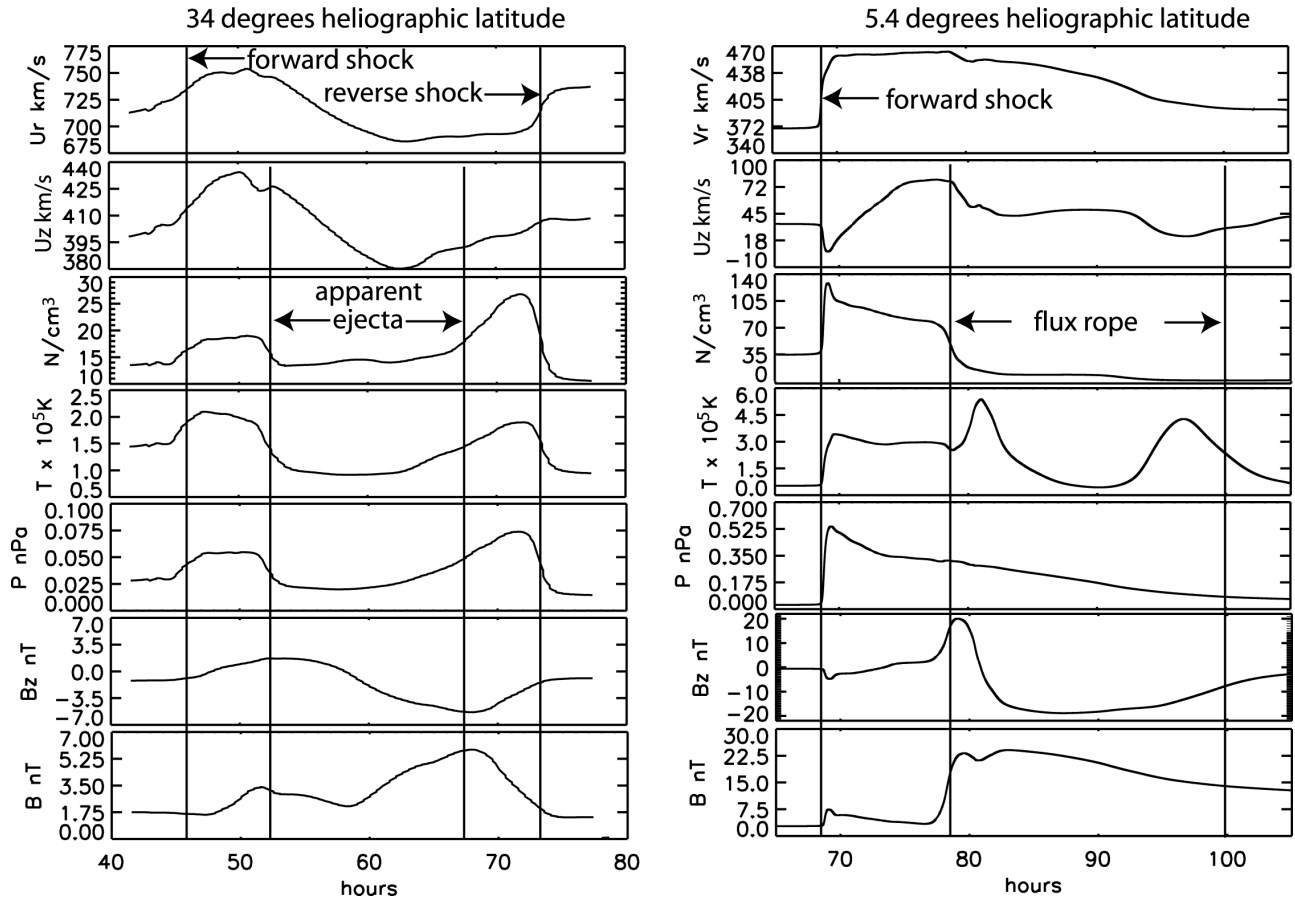 34 degrees heliographic latitude
775
750
725
700
675
Ur km/s
forward shock
reverse shock
440
425
410
395
380
Uz km/s
30
25
20
15
10
N/cm³
apparent
ejecta
2.5
2.0
1.5
1.0
0.5
T x 10⁵K
0.100
0.075
0.050
0.025
0.000
P nPa
7.0
3.5
0.0
−3.5
−7.0
Bz nT
7.00
5.25
3.50
1.75
0.00
B nT
40 50 60 70 80
hours
5.4 degrees heliographic latitude
470
438
405
372
340
Vr km/s
forward shock
100
72
45
18
−10
Uz km/s
140
105
70
35
0
N/cm³
flux rope
6.0
4.5
3.0
1.5
0.0
T x 10⁵K
0.700
0.525
0.350
0.175
0.000
P nPa
20
10
0
−10
−20
Bz nT
30.0
22.5
15.0
7.5
0.0
B nT
70 80 90 100
hours